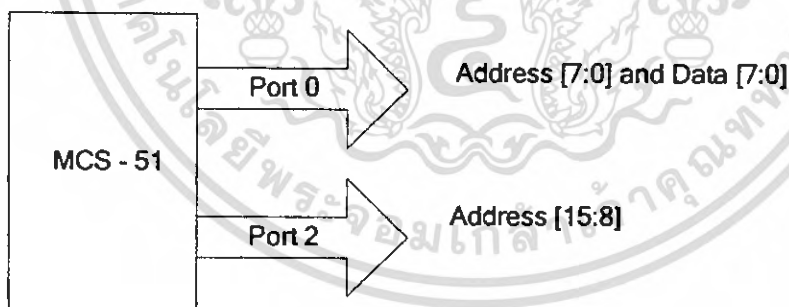 Port 0
Address [7:0] and Data [7:0]
MCS - 51
Port 2
Address [15:8]